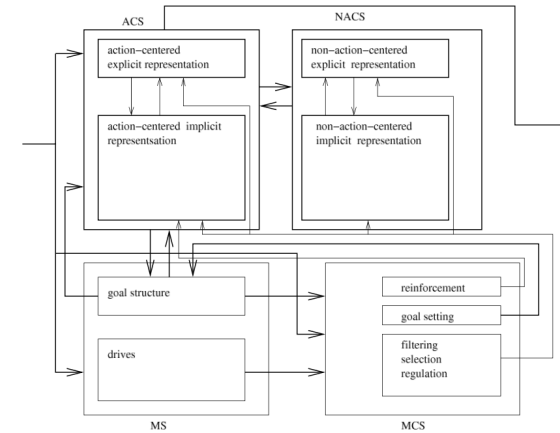 ACS
NACS
action-centered
explicit representation
non-action-centered
explicit representation
action-centered implicit
representsation
non-action-centered
implicit representation
goal structure
drives
reinforcement
goal setting
filtering
selection
regulation
MS
MCS